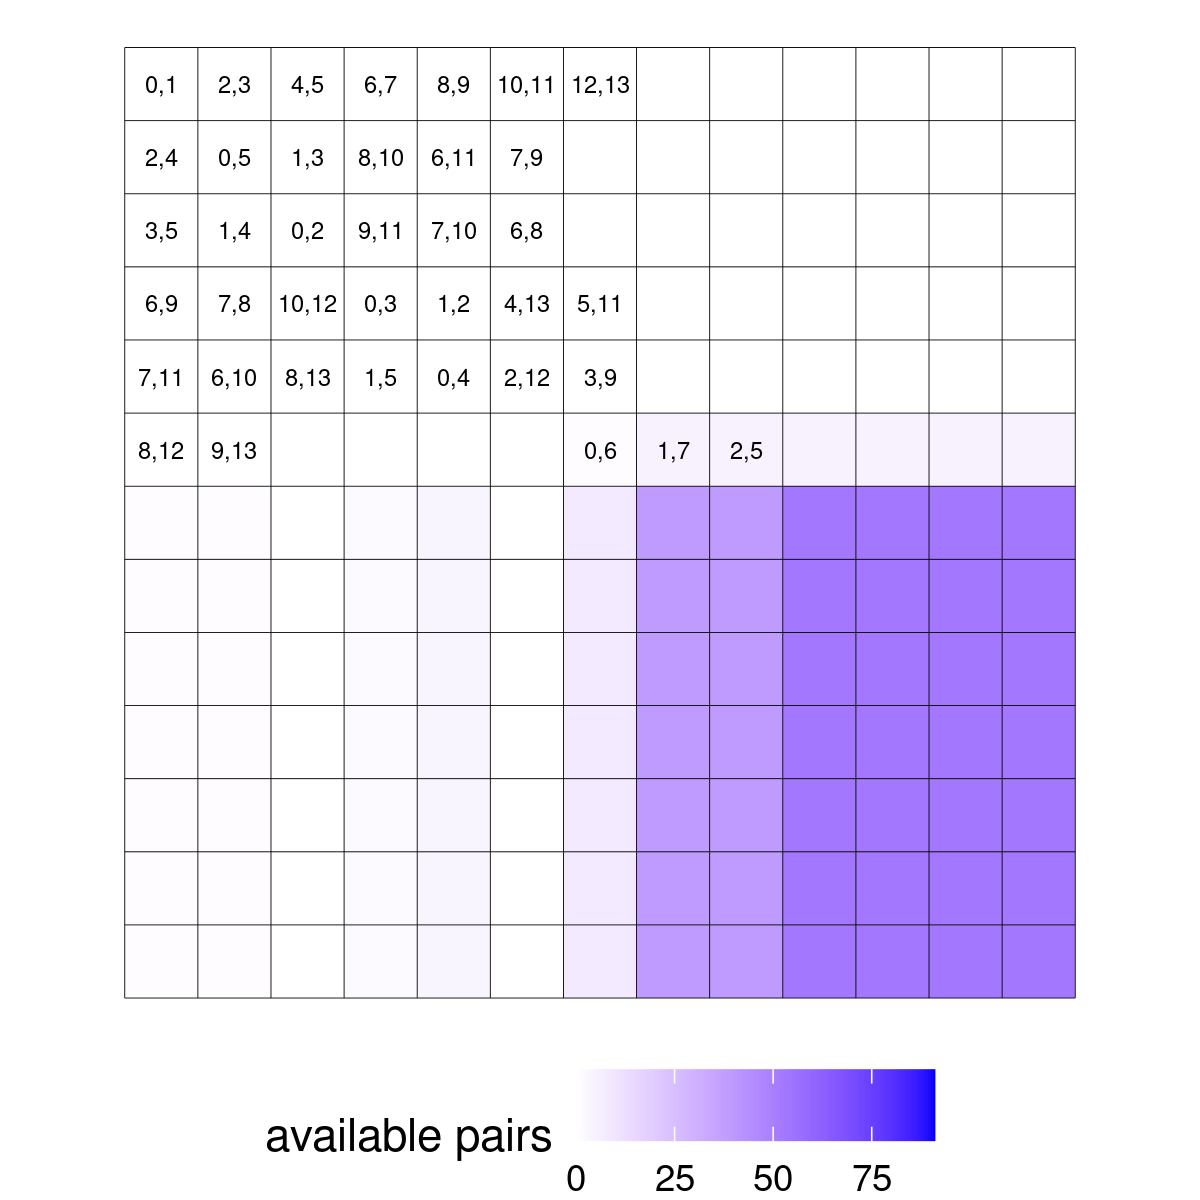 0,1 2,3 4,5 6,7 8,9 10,11 12,13
2,4 0,5 1,3 8,10 6,11 7,9
3,5 1,4 0,2 9,11 7,10 6,8
6,9 7,8 10,12 0,3 1,2 4,13 5,11
7,11 6,10 8,13 1,5 0,4 2,12 3,9
8,12 9,13 0,6 1,7 2,5
available pairs
0 25 50 75